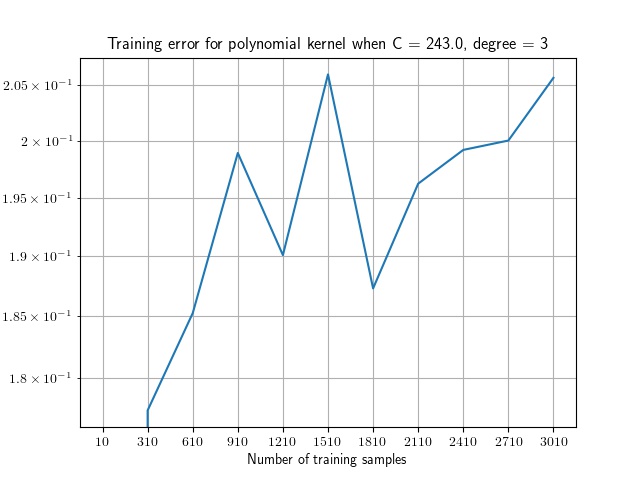 Training error for polynomial kernel when C = 243.0, degree = 3
2.05 × 10⁻¹
2 × 10⁻¹
1.95 × 10⁻¹
1.9 × 10⁻¹
1.85 × 10⁻¹
1.8 × 10⁻¹
10 310 610 910 1210 1510 1810 2110 2410 2710 3010
Number of training samples